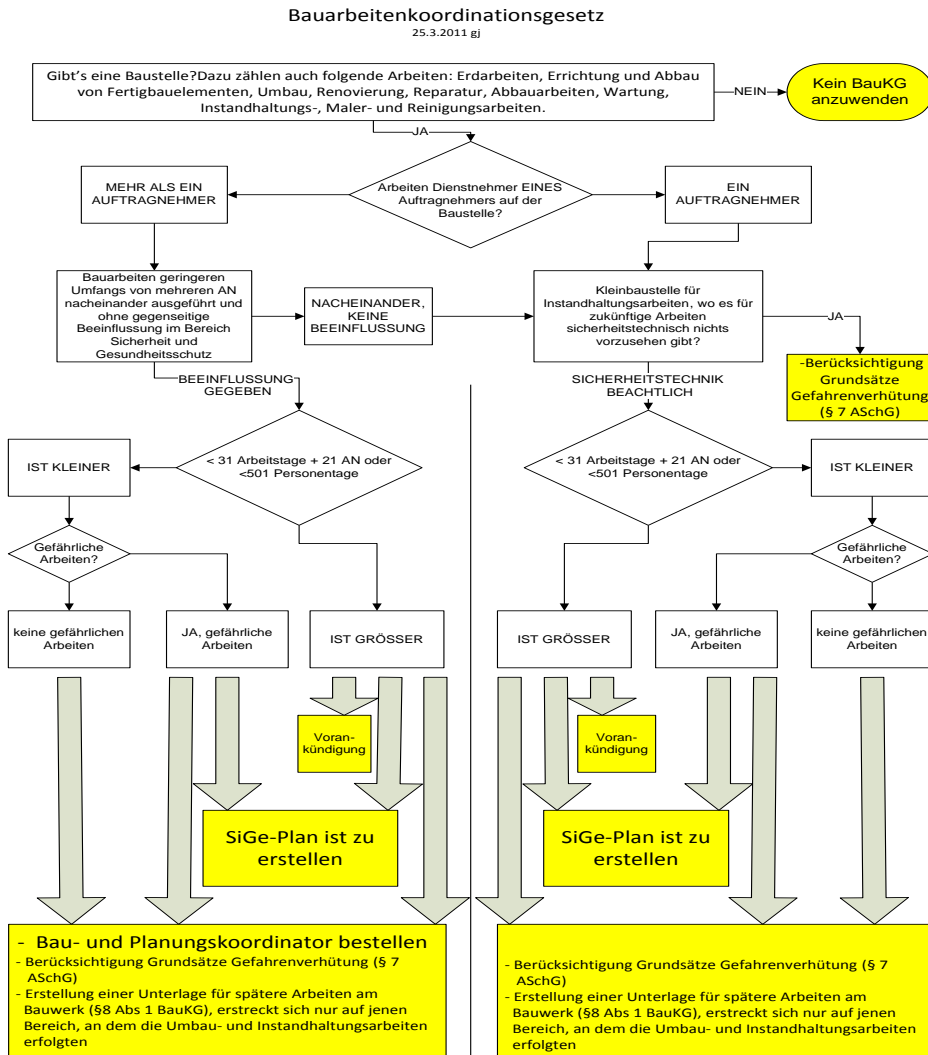 Bauarbeitenkoordinationsgesetz
25.3.2011 gj
Gibt's eine Baustelle?Dazu zählen auch folgende Arbeiten: Erdarbeiten, Errichtung und Abbau
von Fertigbauelementen, Umbau, Renovierung, Reparatur, Abbauarbeiten, Wartung,
Instandhaltungs-, Maler- und Reinigungsarbeiten.
NEIN
Kein BauKG
anzuwenden
JA
MEHR ALS EIN
AUFTRAGNEHMER
Arbeiten Dienstnehmer EINES
Auftragnehmers auf der
Baustelle?
EIN
AUFTRAGNEHMER
Bauarbeiten geringeren
Umfangs von mehreren AN
nacheinander ausgeführt und
ohne gegenseitige
Beeinflussung im Bereich
Sicherheit und
Gesundheitsschutz
NACHEINANDER,
KEINE
BEEINFLUSSUNG
Kleinbaustelle für
Instandhaltungsarbeiten, wo es für
zukünftige Arbeiten
sicherheitstechnisch nichts
vorzusehen gibt?
JA
-Berücksichtigung
Grundsätze
Gefahrenverhütung
(§ 7 ASchG)
BEEINFLUSSUNG
GEGEBEN
SICHERHEITSTECHNIK
BEACHTLICH
IST KLEINER
< 31 Arbeitstage + 21 AN oder
<501 Personentage
< 31 Arbeitstage + 21 AN oder
<501 Personentage
IST KLEINER
Gefährliche
Arbeiten?
Gefährliche
Arbeiten?
keine gefährlichen
Arbeiten
JA, gefährliche
Arbeiten
IST GRÖSSER
IST GRÖSSER
JA, gefährliche
Arbeiten
keine gefährlichen
Arbeiten
Voran-
kündigung
Voran-
kündigung
SiGe-Plan ist zu
erstellen
SiGe-Plan ist zu
erstellen
- Bau- und Planungskoordinator bestellen
- Berücksichtigung Grundsätze Gefahrenverhütung (§ 7
ASchG)
- Erstellung einer Unterlage für spätere Arbeiten am
Bauwerk (§8 Abs 1 BauKG), erstreckt sich nur auf jenen
Bereich, an dem die Umbau- und Instandhaltungsarbeiten
erfolgten
- Berücksichtigung Grundsätze Gefahrenverhütung (§ 7
ASchG)
- Erstellung einer Unterlage für spätere Arbeiten am
Bauwerk (§8 Abs 1 BauKG), erstreckt sich nur auf jenen
Bereich, an dem die Umbau- und Instandhaltungsarbeiten
erfolgten